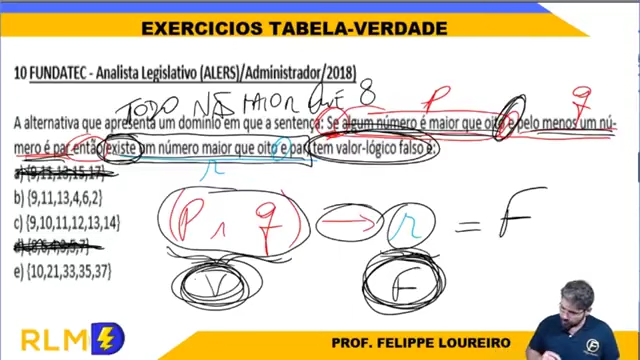 EXERCICIOS TABELA-VERDADE
10 FUNDATEC - Analista Legislativo (ALERS)/Administrador/2018]
TODO NÃO MAIOR QUE 8
p q
A alternativa que apresenta um domínio em que a sentença: Se algum número é maior que oito e pelo menos um nú-
mero é par então existe um número maior que oito e par tem valor-lógico falso é:
r
a) {9,11,13,15,17}
b) {9,11,13,4,6,2}
c) {9,10,11,12,13,14}
e) {10,21,33,35,37}
(P ∧ q) → r = F
V F
RLM
PROF. FELIPPE LOUREIRO